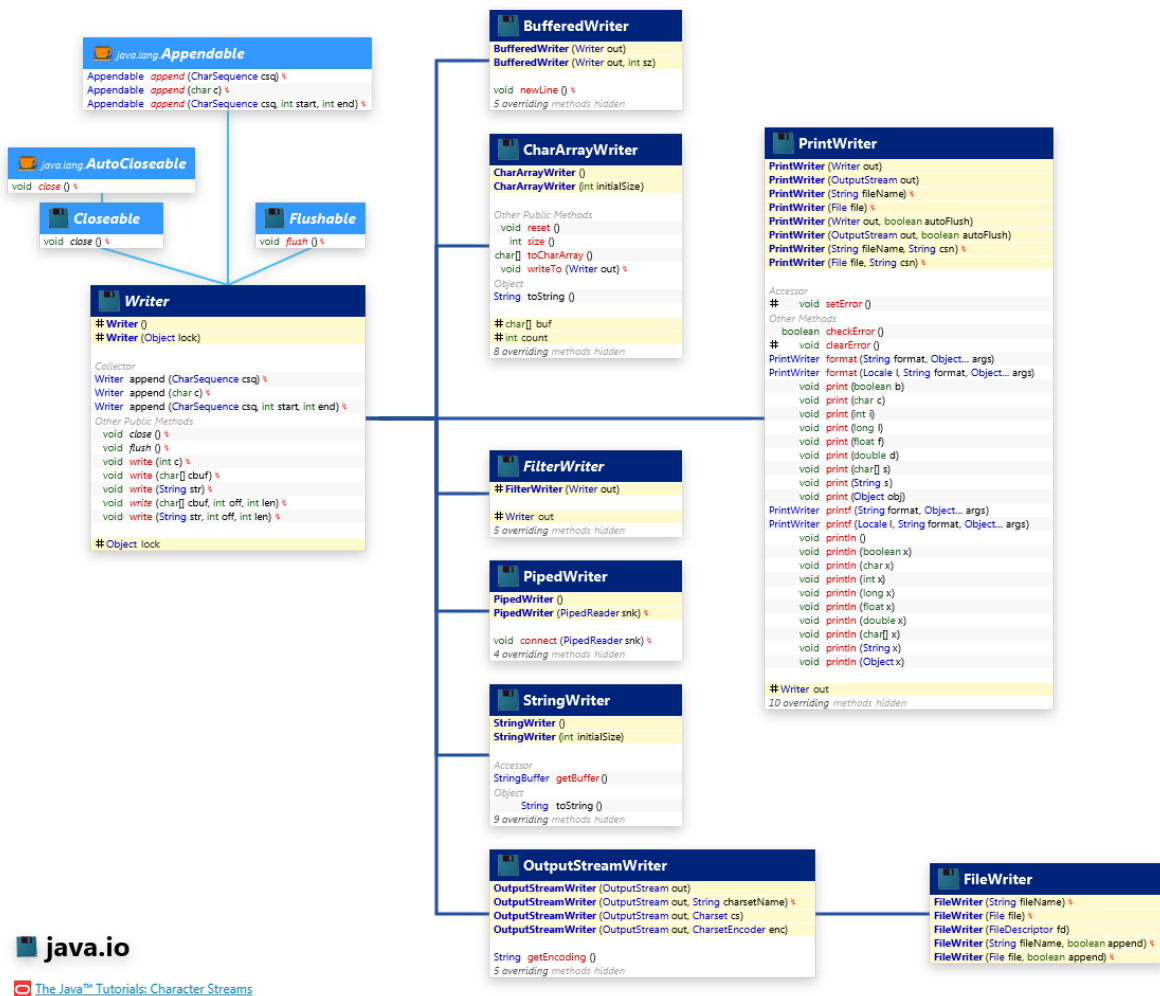 java.lang.Appendable
Appendable append (CharSequence csq)
Appendable append (char c)
Appendable append (CharSequence csq, int start, int end)
java.lang.AutoCloseable
void close ()
Closeable
void close ()
Flushable
void flush ()
Writer
# Writer ()
# Writer (Object lock)
Collector
Writer append (CharSequence csq)
Writer append (char c)
Writer append (CharSequence csq, int start, int end)
Other Public Methods
void close ()
void flush ()
void write (int c)
void write (char[] cbuf)
void write (String str)
void write (char[] cbuf, int off, int len)
void write (String str, int off, int len)
# Object lock
BufferedWriter
BufferedWriter (Writer out)
BufferedWriter (Writer out, int sz)
void newLine ()
5 overriding methods hidden
CharArrayWriter
CharArrayWriter ()
CharArrayWriter (int initialSize)
Other Public Methods
void reset ()
int size ()
char[] toCharArray ()
void writeTo (Writer out)
Object
String toString ()
# char[] buf
# int count
8 overriding methods hidden
PrintWriter
PrintWriter (Writer out)
PrintWriter (OutputStream out)
PrintWriter (String fileName)
PrintWriter (File file)
PrintWriter (Writer out, boolean autoFlush)
PrintWriter (OutputStream out, boolean autoFlush)
PrintWriter (String fileName, String csn)
PrintWriter (File file, String csn)
Accessor
# void setError ()
Other Methods
boolean checkError ()
# void clearError ()
PrintWriter format (String format, Object... args)
PrintWriter format (Locale l, String format, Object... args)
void print (boolean b)
void print (char c)
void print (int i)
void print (long l)
void print (float f)
void print (double d)
void print (char[] s)
void print (String s)
void print (Object obj)
PrintWriter printf (String format, Object... args)
PrintWriter printf (Locale l, String format, Object... args)
void println ()
void println (boolean x)
void println (char x)
void println (int x)
void println (long x)
void println (float x)
void println (double x)
void println (char[] x)
void println (String x)
void println (Object x)
# Writer out
10 overriding methods hidden
FilterWriter
# FilterWriter (Writer out)
# Writer out
5 overriding methods hidden
PipedWriter
PipedWriter ()
PipedWriter (PipedReader snk)
void connect (PipedReader snk)
4 overriding methods hidden
StringWriter
StringWriter ()
StringWriter (int initialSize)
Accessor
StringBuffer getBuffer ()
Object
String toString ()
9 overriding methods hidden
OutputStreamWriter
OutputStreamWriter (OutputStream out)
OutputStreamWriter (OutputStream out, String charsetName)
OutputStreamWriter (OutputStream out, Charset cs)
OutputStreamWriter (OutputStream out, CharsetEncoder enc)
String getEncoding ()
5 overriding methods hidden
FileWriter
FileWriter (String fileName)
FileWriter (File file)
FileWriter (FileDescriptor fd)
FileWriter (String fileName, boolean append)
FileWriter (File file, boolean append)
java.io
The Java™ Tutorials: Character Streams